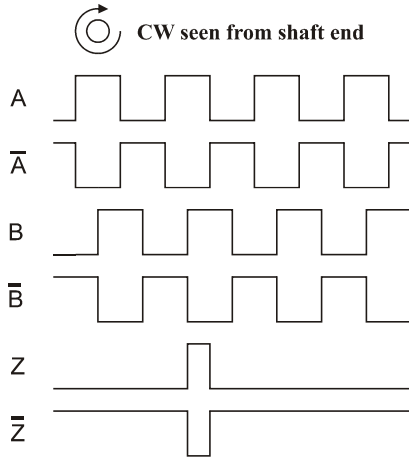 CW seen from shaft end
A
A̅
B
B̅
Z
Z̅